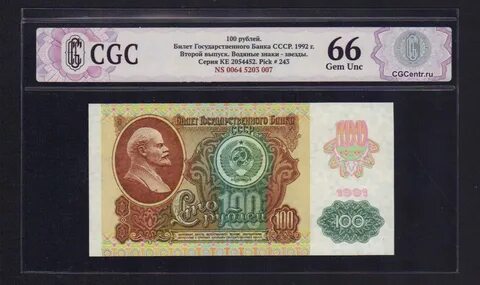 CGC
100 рублей.
Билет Государственного Банка СССР. 1992 г.
Второй выпуск. Водяные знаки - звезды.
Серия КЕ 2054452. Pick # 243
NS 0064 5203 007
66
Gem Unc
CGCentr.ru
Билет Государственного Банка
СССР
100
1991
Сто
рублей
100
100
100